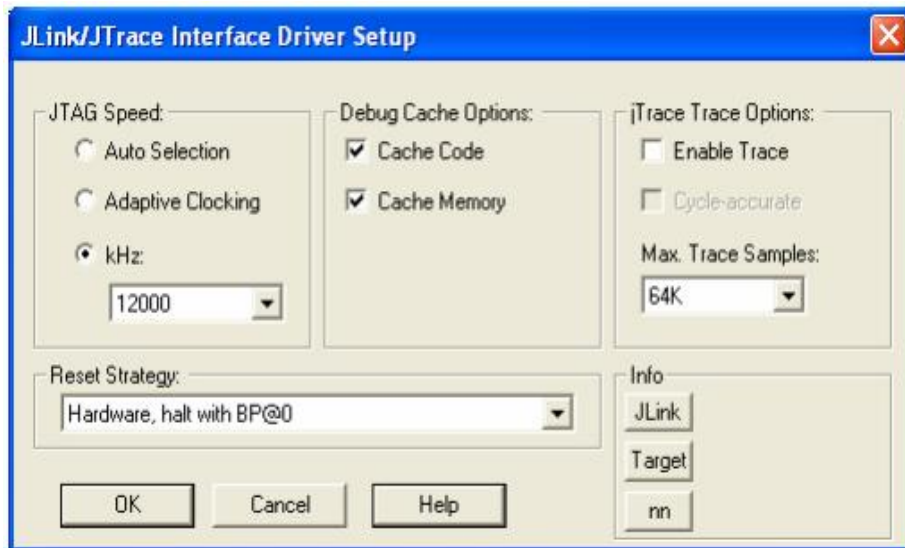 JLink/JTrace Interface Driver Setup
JTAG Speed:
Auto Selection
Adaptive Clocking
kHz:
12000
Debug Cache Options:
Cache Code
Cache Memory
jTrace Trace Options:
Enable Trace
Cycle-accurate
Max. Trace Samples:
64K
Reset Strategy:
Hardware, halt with BP@0
Info
JLink
Target
nn
OK
Cancel
Help